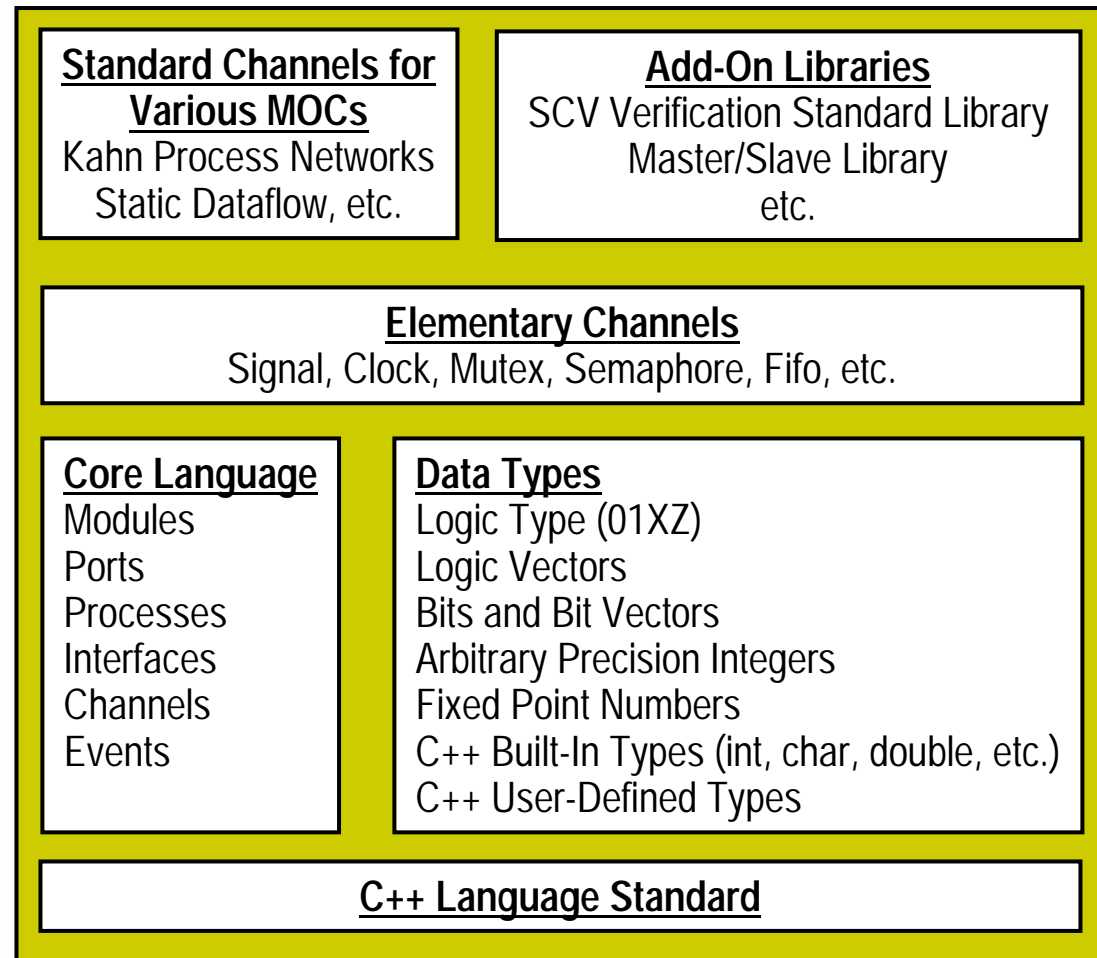 Standard Channels for
Various MOCs
Kahn Process Networks
Static Dataflow, etc.
Add-On Libraries
SCV Verification Standard Library
Master/Slave Library
etc.
Elementary Channels
Signal, Clock, Mutex, Semaphore, Fifo, etc.
Core Language
Modules
Ports
Processes
Interfaces
Channels
Events
Data Types
Logic Type (01XZ)
Logic Vectors
Bits and Bit Vectors
Arbitrary Precision Integers
Fixed Point Numbers
C++ Built-In Types (int, char, double, etc.)
C++ User-Defined Types
C++ Language Standard